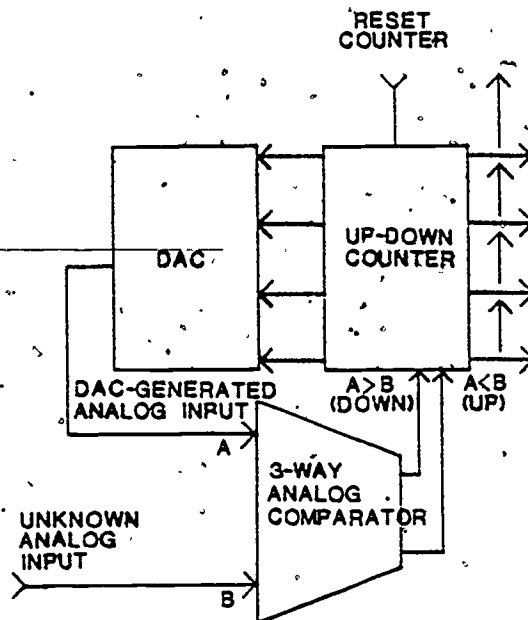 RESET
COUNTER
DAC
UP-DOWN
COUNTER
DAC-GENERATED
ANALOG INPUT
A>B
(DOWN)
A<B
(UP)
A
3-WAY
ANALOG
COMPARATOR
UNKNOWN
ANALOG
INPUT
B